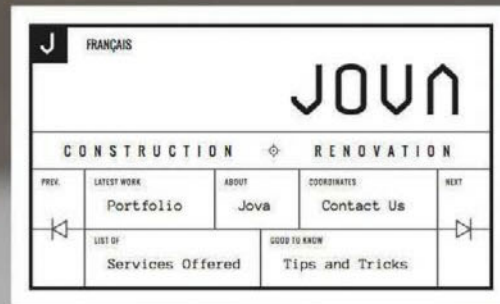 J FRANÇAIS
JOVA
CONSTRUCTION RENOVATION
PREV. LATEST WORK ABOUT COORDINATES NEXT
Portfolio Jova Contact Us
LIST OF GOOD TO KNOW
Services Offered Tips and Tricks